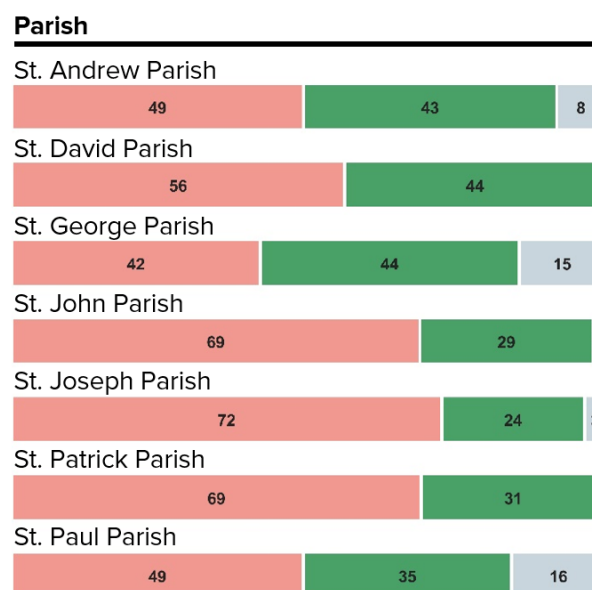 Parish
St. Andrew Parish
49 43 8
St. David Parish
56 44
St. George Parish
42 44 15
St. John Parish
69 29
St. Joseph Parish
72 24
St. Patrick Parish
69 31
St. Paul Parish
49 35 16